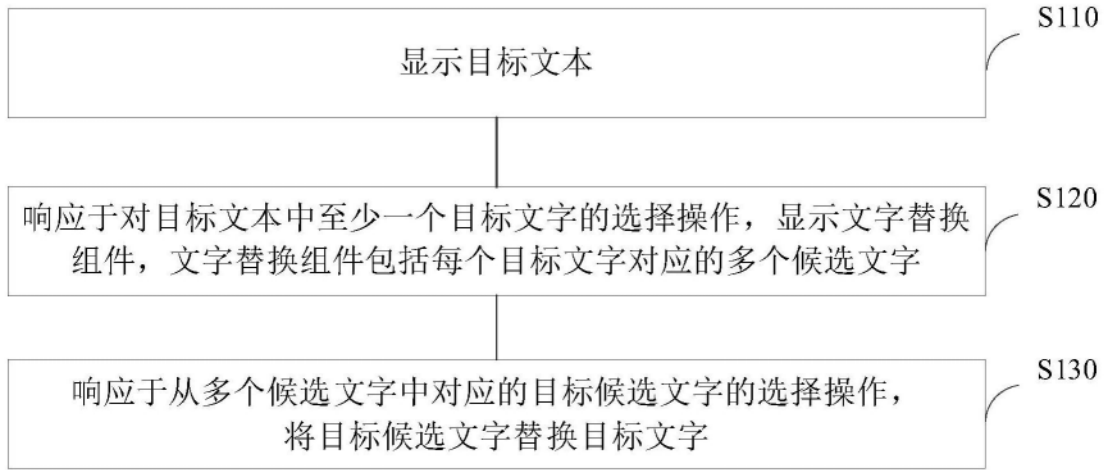 S110
显示目标文本
S120
响应于对目标文本中至少一个目标文字的选择操作，显示文字替换
组件，文字替换组件包括每个目标文字对应的多个候选文字
S130
响应于从多个候选文字中对应的目标候选文字的选择操作，
将目标候选文字替换目标文字